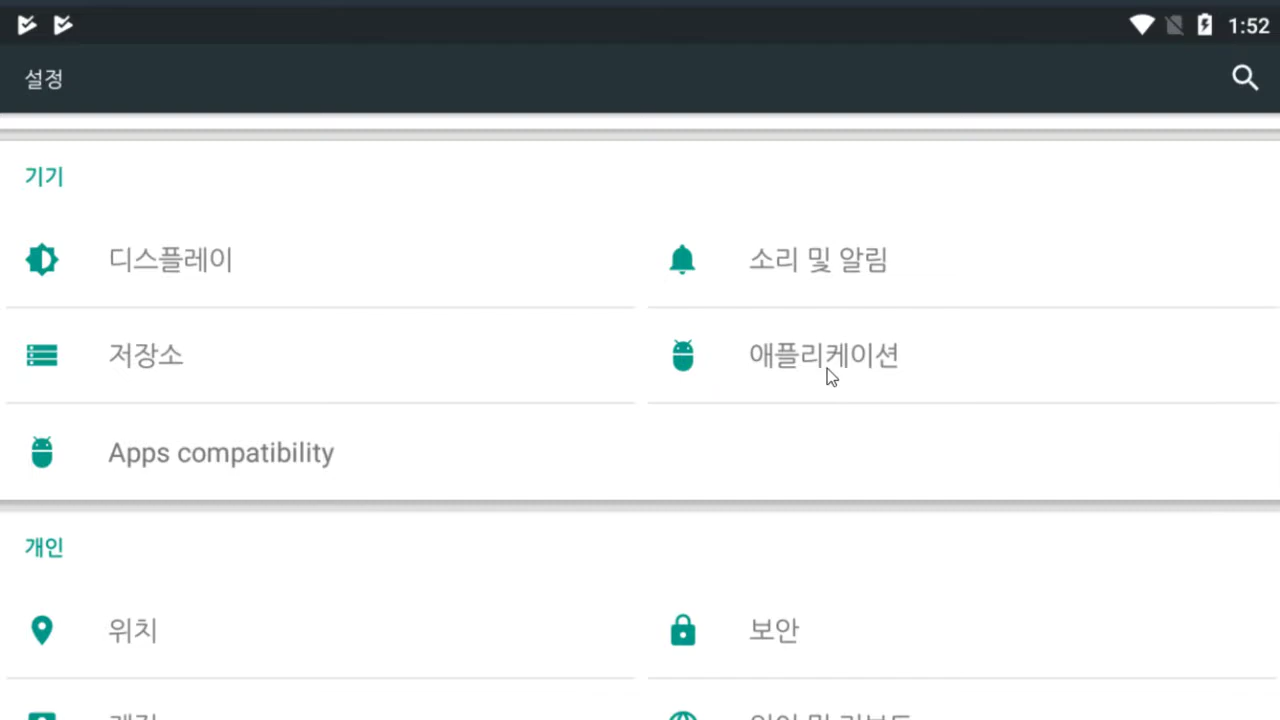 1:52
설정
기기
디스플레이
소리 및 알림
저장소
애플리케이션
Apps compatibility
개인
위치
보안